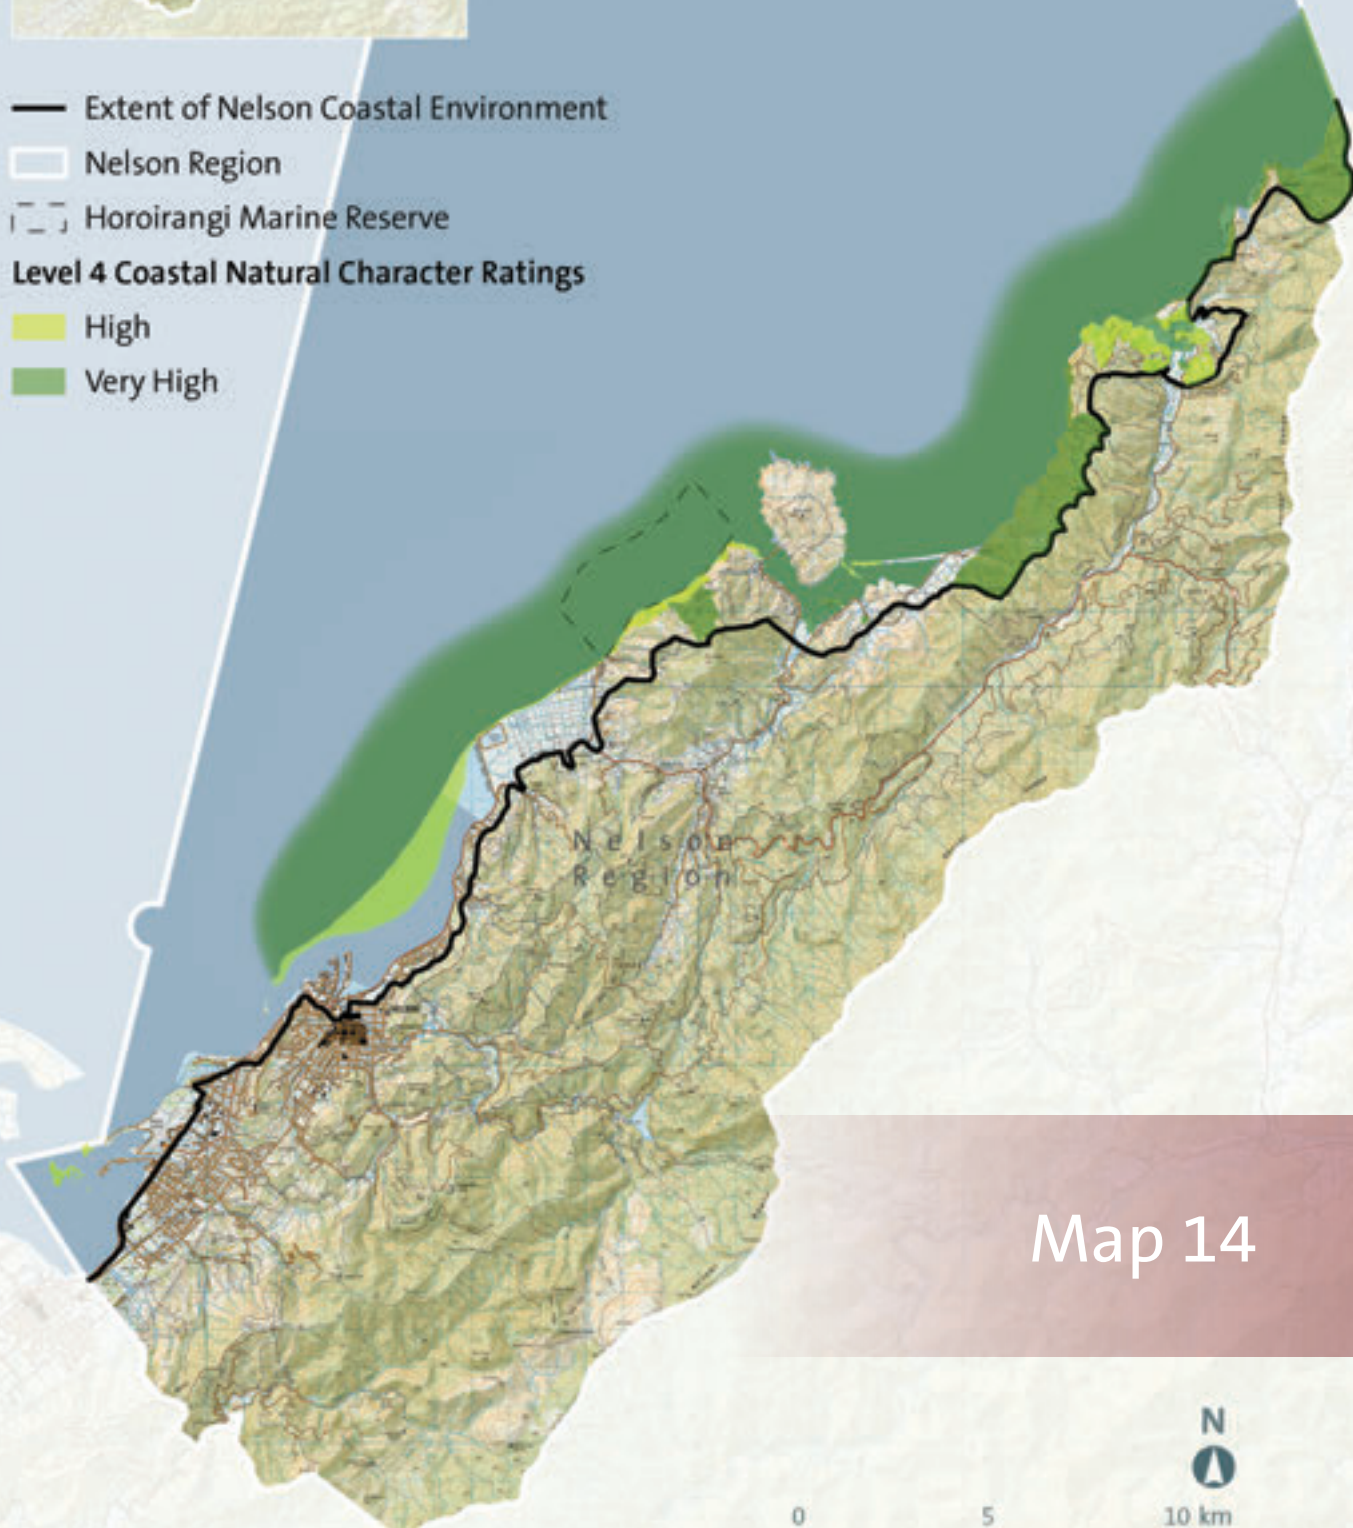 Extent of Nelson Coastal Environment
Nelson Region
Horoirangi Marine Reserve
Level 4 Coastal Natural Character Ratings
High
Very High
Nelson
Region
Map 14
N
0 5 10 km